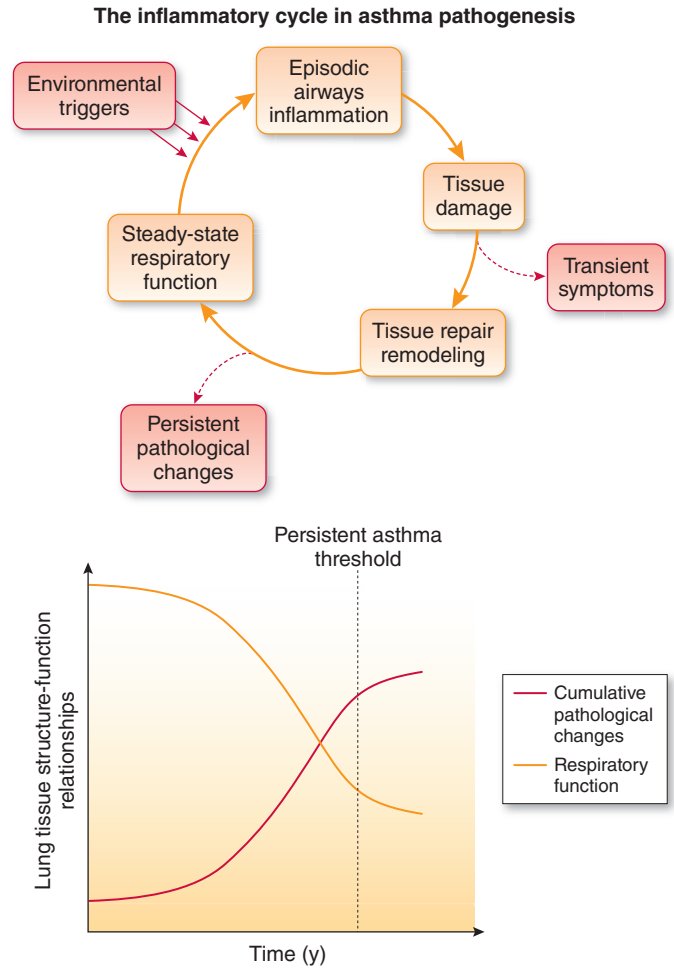 The inflammatory cycle in asthma pathogenesis
Environmental
triggers
Episodic
airways
inflammation
Tissue
damage
Transient
symptoms
Steady-state
respiratory
function
Tissue repair
remodeling
Persistent
pathological
changes
Persistent asthma
threshold
Lung tissue structure-function
relationships
Cumulative
pathological
changes
Respiratory
function
Time (y)